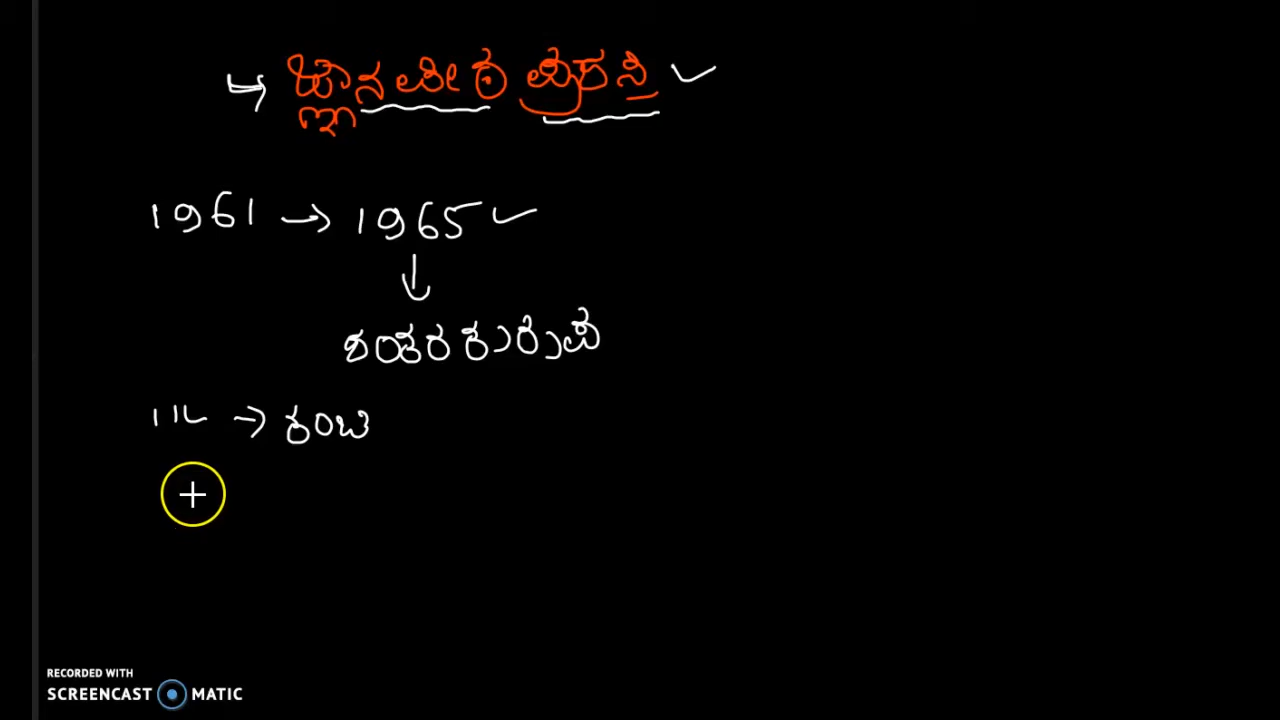 ↳ ಜ್ಞಾನಪೀಠ ಪ್ರಶಸ್ತಿ ✓
1961 → 1965 ✓
↓
ಶಂಕರ ಕುರುಪ
→ ಕಂಬ
RECORDED WITH
SCREENCAST MATIC